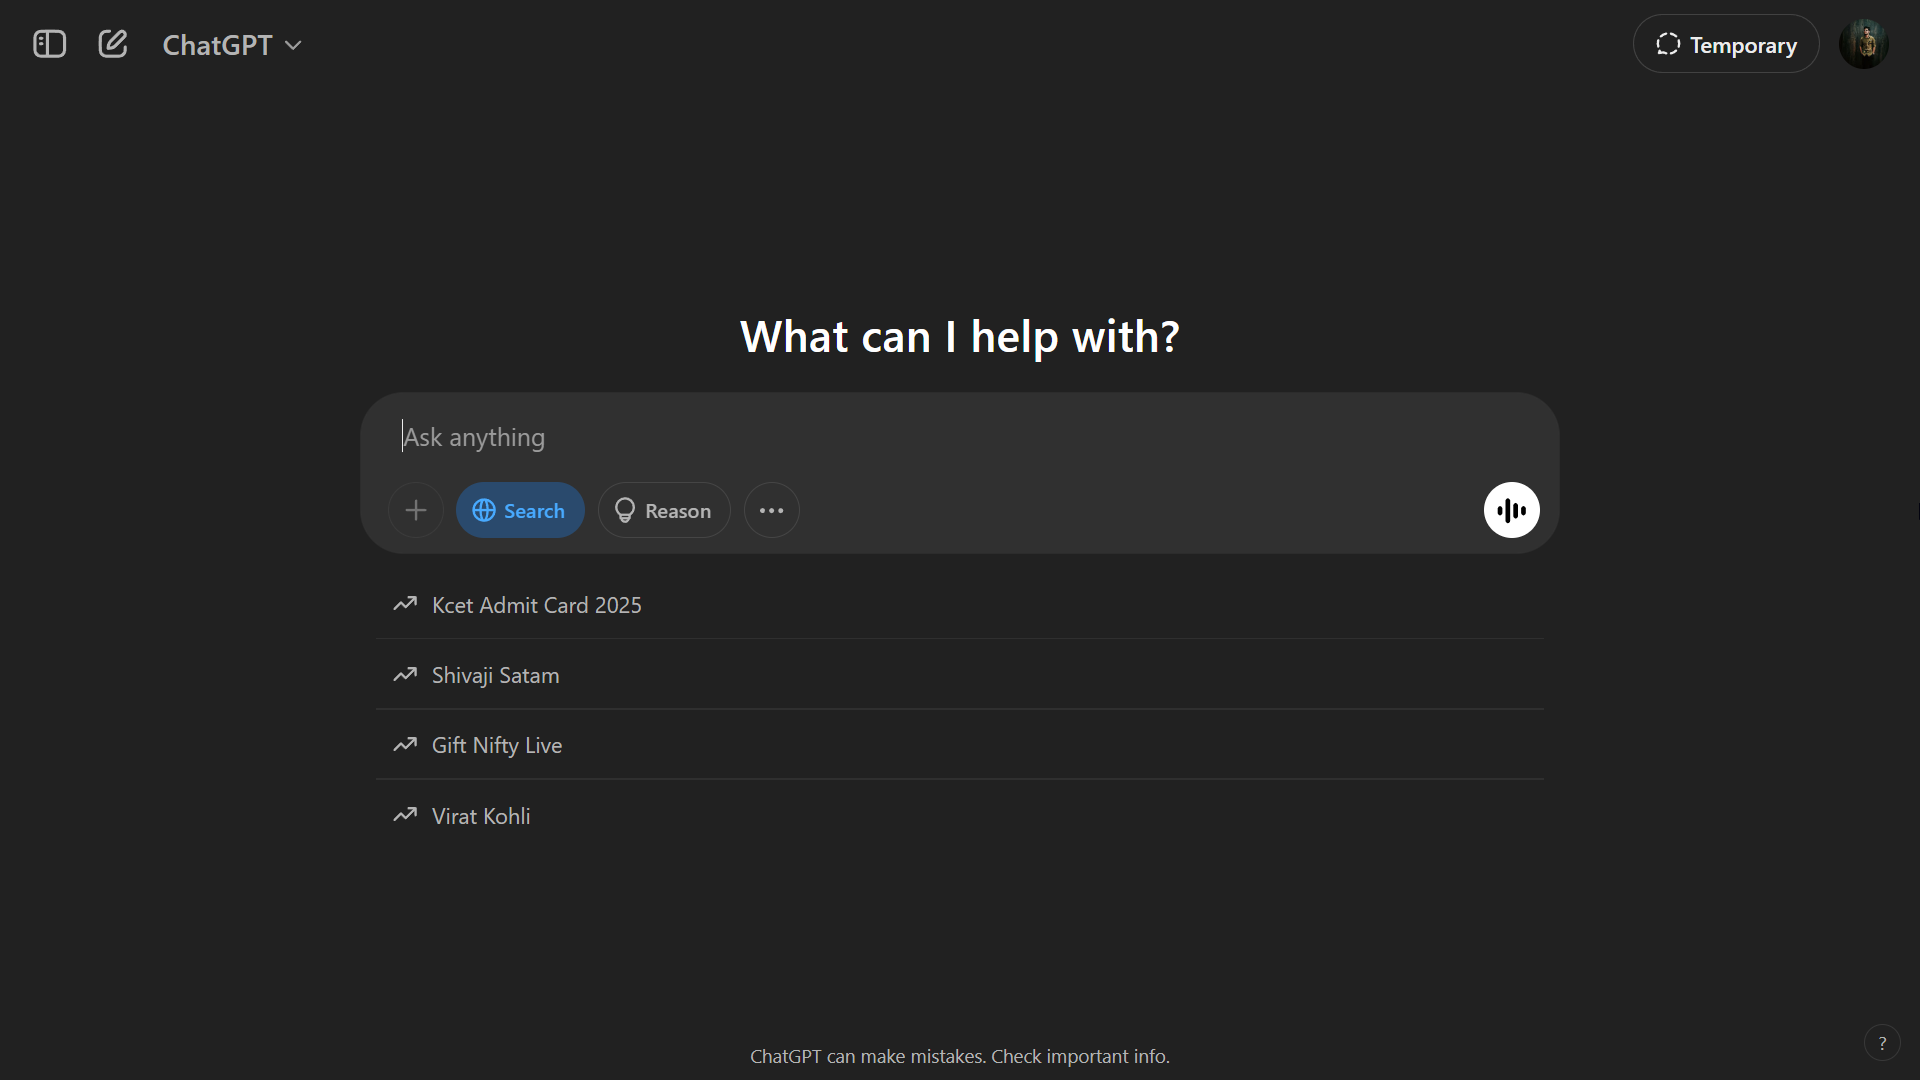 ChatGPT
Temporary
What can I help with?
Ask anything
Search
Reason
Kcet Admit Card 2025
Shivaji Satam
Gift Nifty Live
Virat Kohli
ChatGPT can make mistakes. Check important info.
?